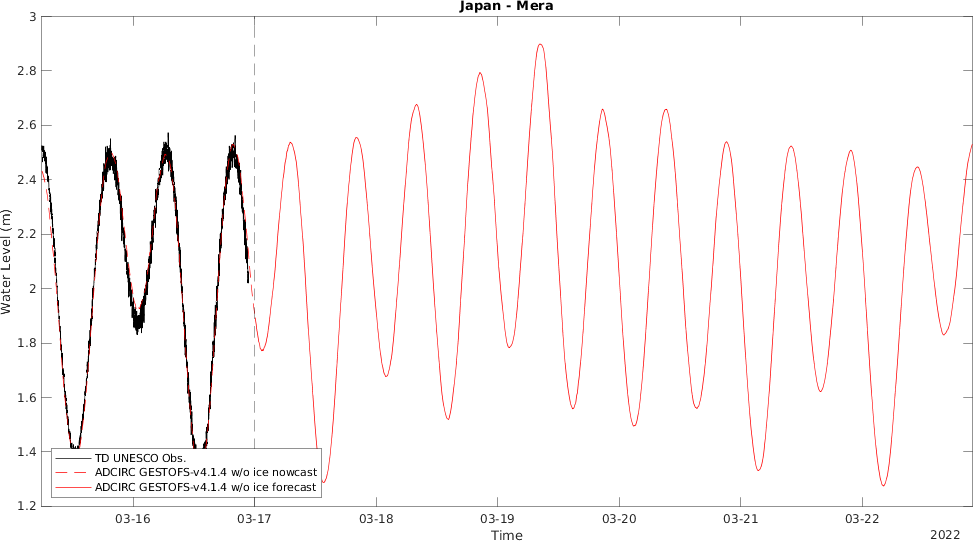 Japan - Mera
3
2.8
2.6
2.4
2.2
2
1.8
1.6
1.4
1.2
Water Level (m)
TD UNESCO Obs.
ADCIRC GESTOFS-v4.1.4 w/o ice nowcast
ADCIRC GESTOFS-v4.1.4 w/o ice forecast
03-16 03-17 03-18 03-19 03-20 03-21 03-22
Time
2022